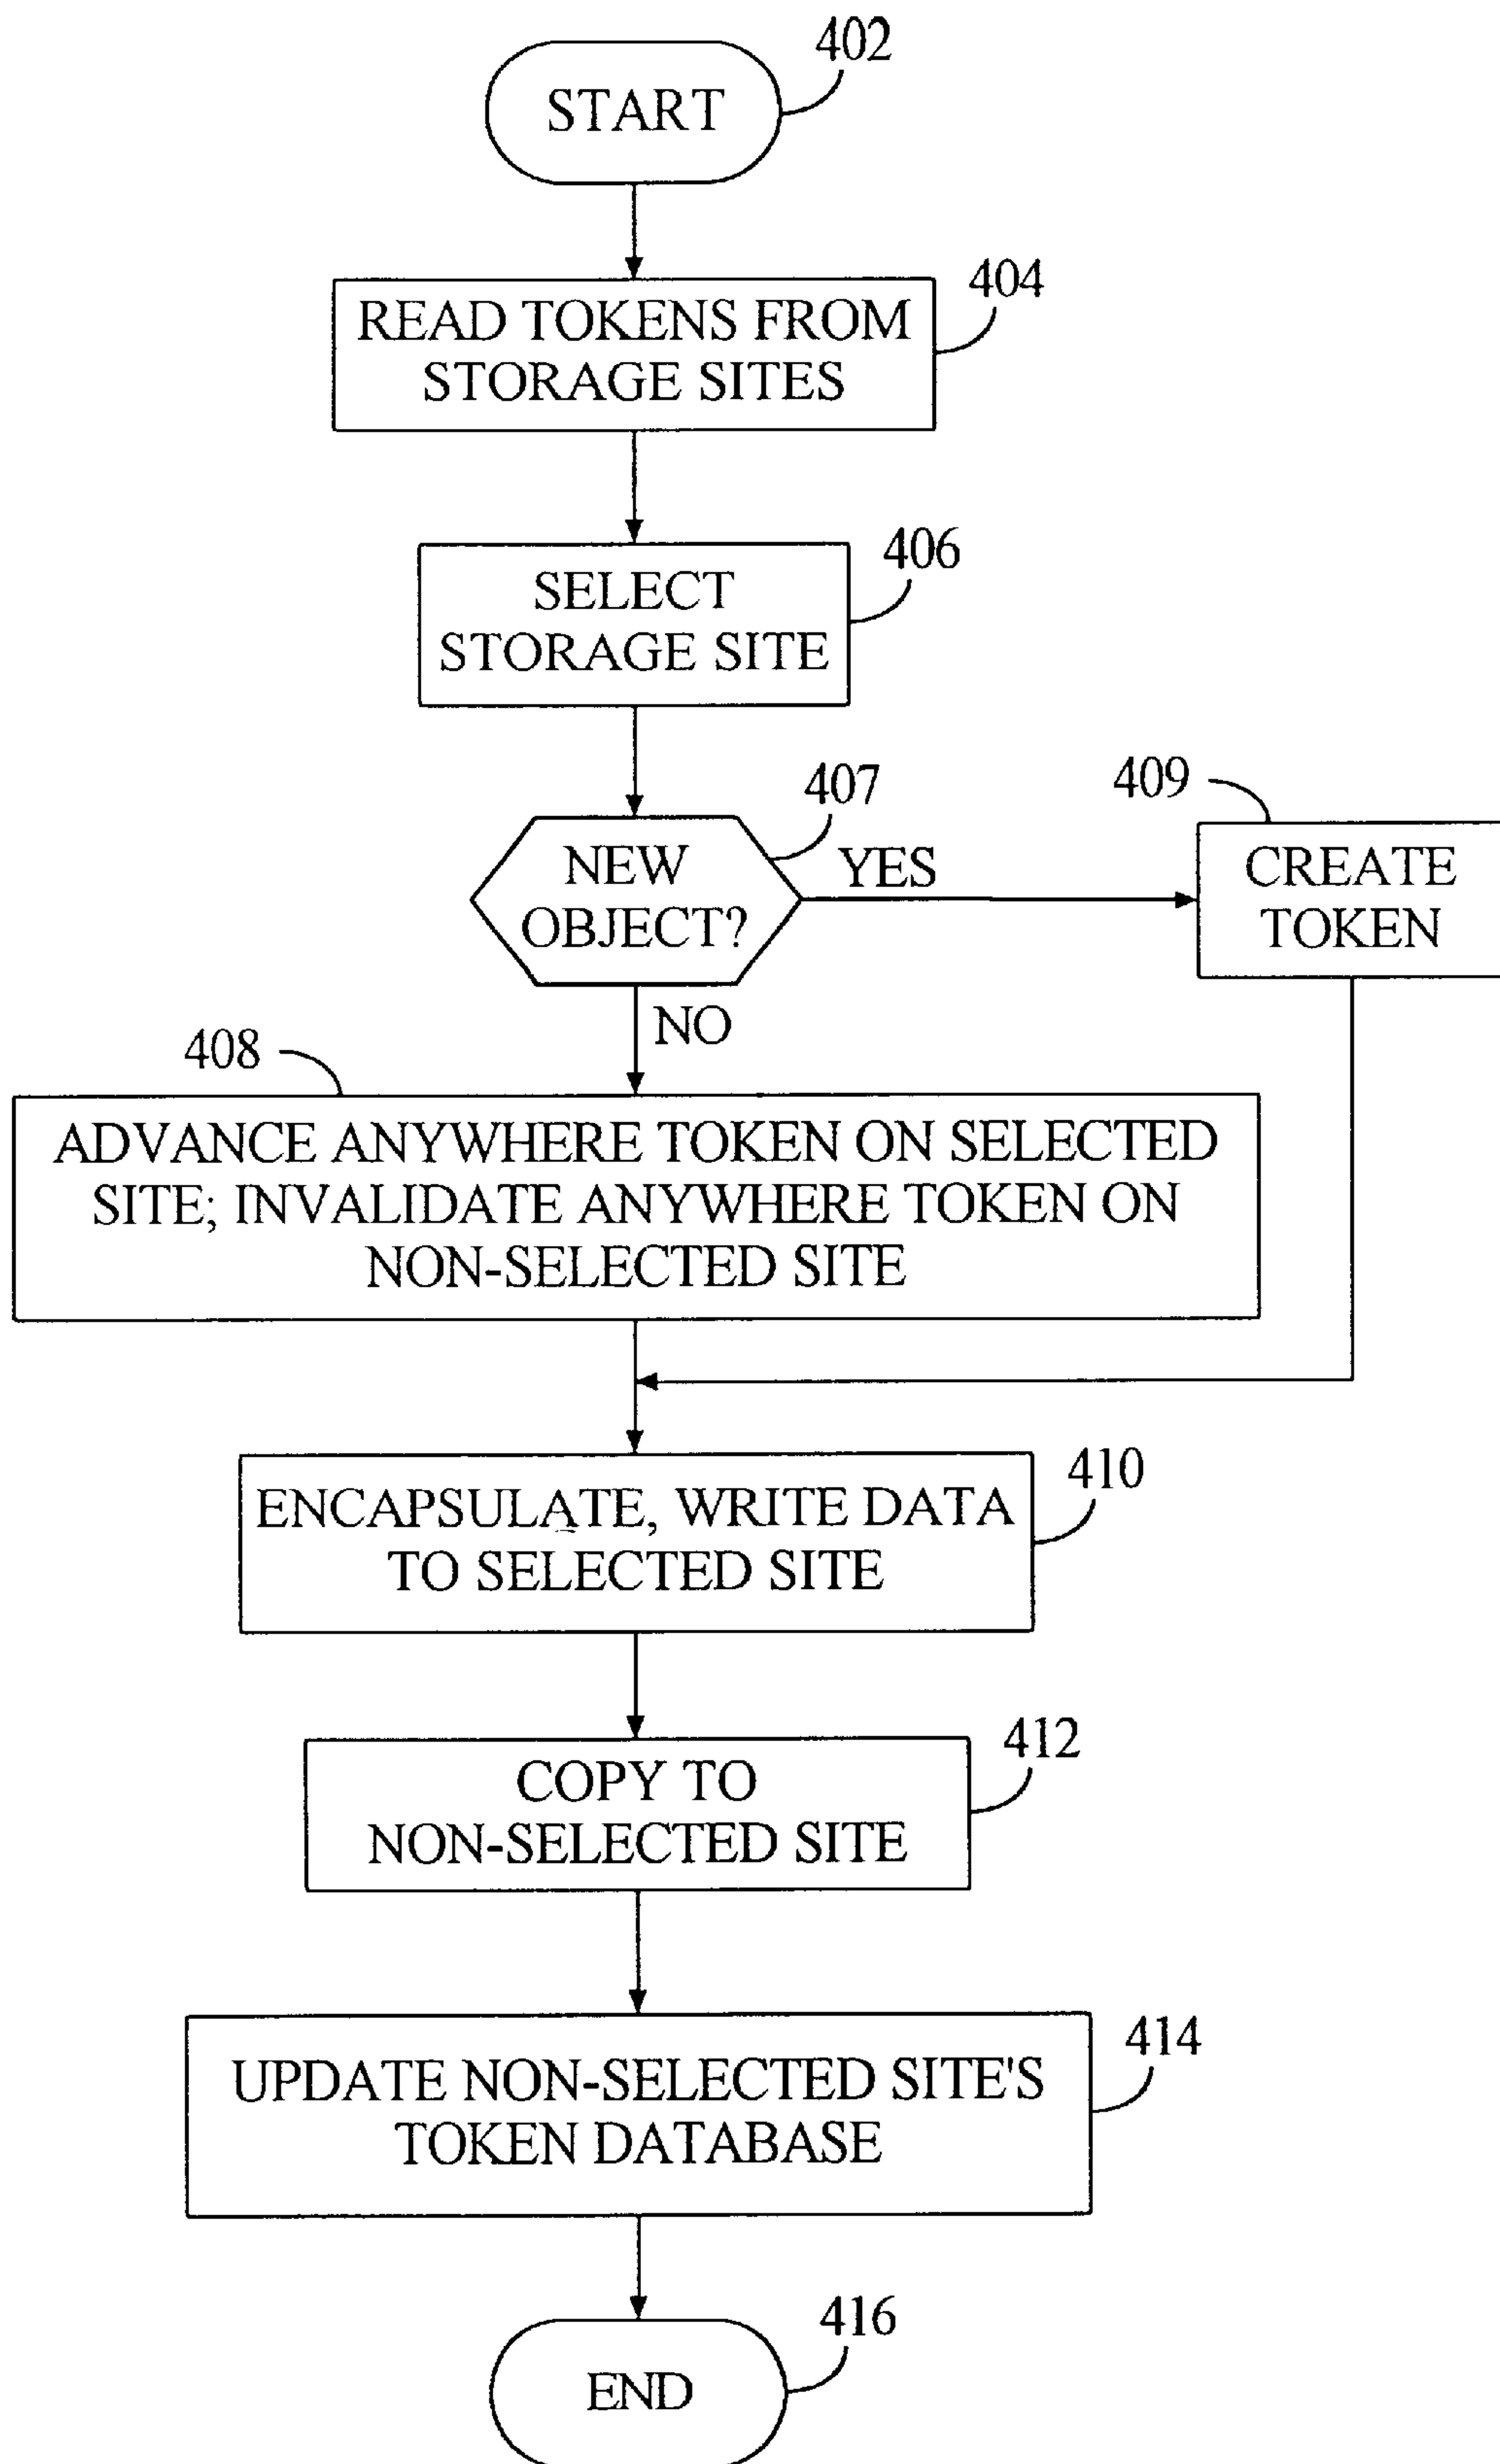 402
START
404
READ TOKENS FROM
STORAGE SITES
406
SELECT
STORAGE SITE
407
409
NEW
OBJECT?
YES
CREATE
TOKEN
NO
408
ADVANCE ANYWHERE TOKEN ON SELECTED
SITE; INVALIDATE ANYWHERE TOKEN ON
NON-SELECTED SITE
410
ENCAPSULATE, WRITE DATA
TO SELECTED SITE
412
COPY TO
NON-SELECTED SITE
414
UPDATE NON-SELECTED SITE'S
TOKEN DATABASE
416
END